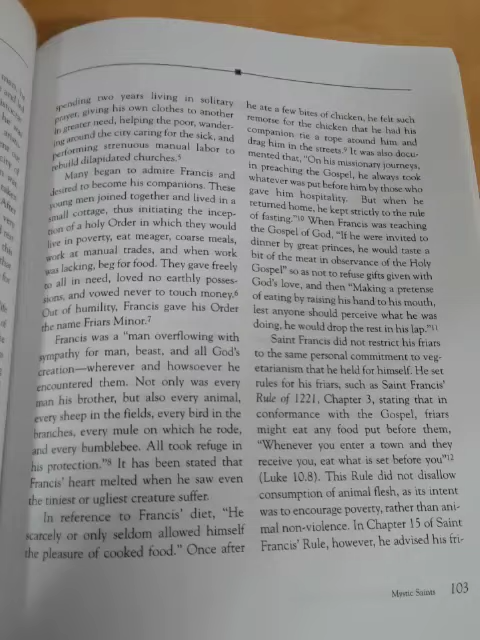 spending two years living in solitary
prayer, giving his own clothes to another
in greater need, helping the poor, wander-
ing around the city caring for the sick, and
performing strenuous manual labor to
rebuild dilapidated churches.5
Many began to admire Francis and
desired to become his companions. These
young men joined together and lived in a
small cottage, thus initiating the incep-
tion of a holy Order in which they would
live in poverty, eat meager, coarse meals,
work at manual trades, and when work
was lacking, beg for food. They gave freely
to all in need, loved no earthly posses-
sions, and vowed never to touch money.6
Out of humility, Francis gave his Order
the name Friars Minor.7
Francis was a "man overflowing with
sympathy for man, beast, and all God's
creation—wherever and howsoever he
encountered them. Not only was every
man his brother, but also every animal,
every sheep in the fields, every bird in the
branches, every mule on which he rode,
and every bumblebee. All took refuge in
his protection."8 It has been stated that
Francis' heart melted when he saw even
the tiniest or ugliest creature suffer.
In reference to Francis' diet, "He
scarcely or only seldom allowed himself
the pleasure of cooked food." Once after
he ate a few bites of chicken, he felt such
remorse for the chicken that he had his
companion tie a rope around him and
drag him in the streets.9 It was also docu-
mented that, "On his missionary journeys,
in preaching the Gospel, he always took
whatever was put before him by those who
gave him hospitality. But when he
returned home, he kept strictly to the rule
of fasting."10 When Francis was teaching
the Gospel of God, "If he were invited to
dinner by great princes, he would taste a
bit of the meat in observance of the Holy
Gospel" so as not to refuse gifts given with
God's love, and then "Making a pretense
of eating by raising his hand to his mouth,
lest anyone should perceive what he was
doing, he would drop the rest in his lap."11
Saint Francis did not restrict his friars
to the same personal commitment to veg-
etarianism that he held for himself. He set
rules for his friars, such as Saint Francis'
Rule of 1221, Chapter 3, stating that in
conformance with the Gospel, friars
might eat any food put before them,
"Whenever you enter a town and they
receive you, eat what is set before you"12
(Luke 10.8). This Rule did not disallow
consumption of animal flesh, as its intent
was to encourage poverty, rather than ani-
mal non-violence. In Chapter 15 of Saint
Francis' Rule, however, he advised his fri-
Mystic Saints 103